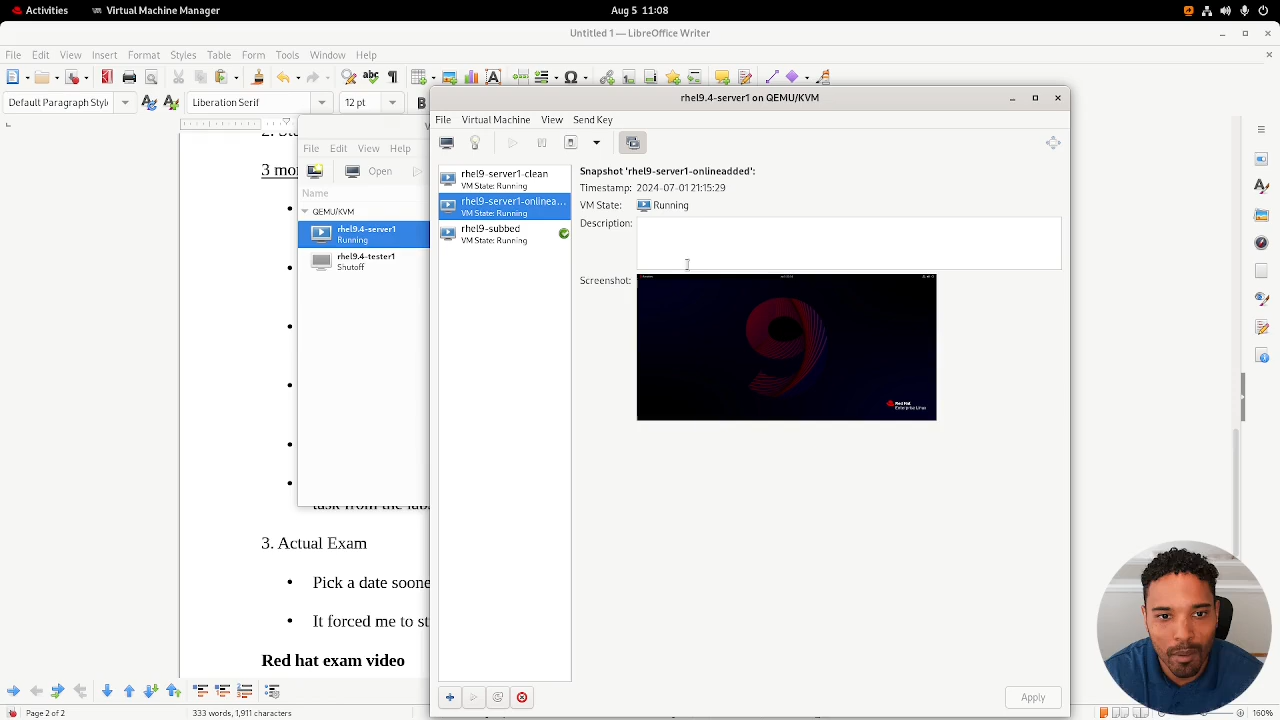 Activities
Virtual Machine Manager
Aug 5 11:08
Untitled 1 — LibreOffice Writer
File Edit View Insert Format Styles Table Form Tools Window Help
Default Paragraph Styl
Liberation Serif
12 pt
B
3 mon
3. Actual Exam
Pick a date soone
It forced me to st
Red hat exam video
File Edit View Help
Open
Name
QEMU/KVM
rhel9.4-server1
Running
rhel9.4-tester1
Shutoff
rhel9.4-server1 on QEMU/KVM
File Virtual Machine View Send Key
rhel9-server1-clean
VM State: Running
rhel9-server1-onlinea...
VM State: Running
rhel9-subbed
VM State: Running
Snapshot 'rhel9-server1-onlineadded':
Timestamp: 2024-07-01 21:15:29
VM State: Running
Description:
Screenshot:
Red Hat
Enterprise Linux
Apply
Page 2 of 2
333 words, 1,911 characters
160%